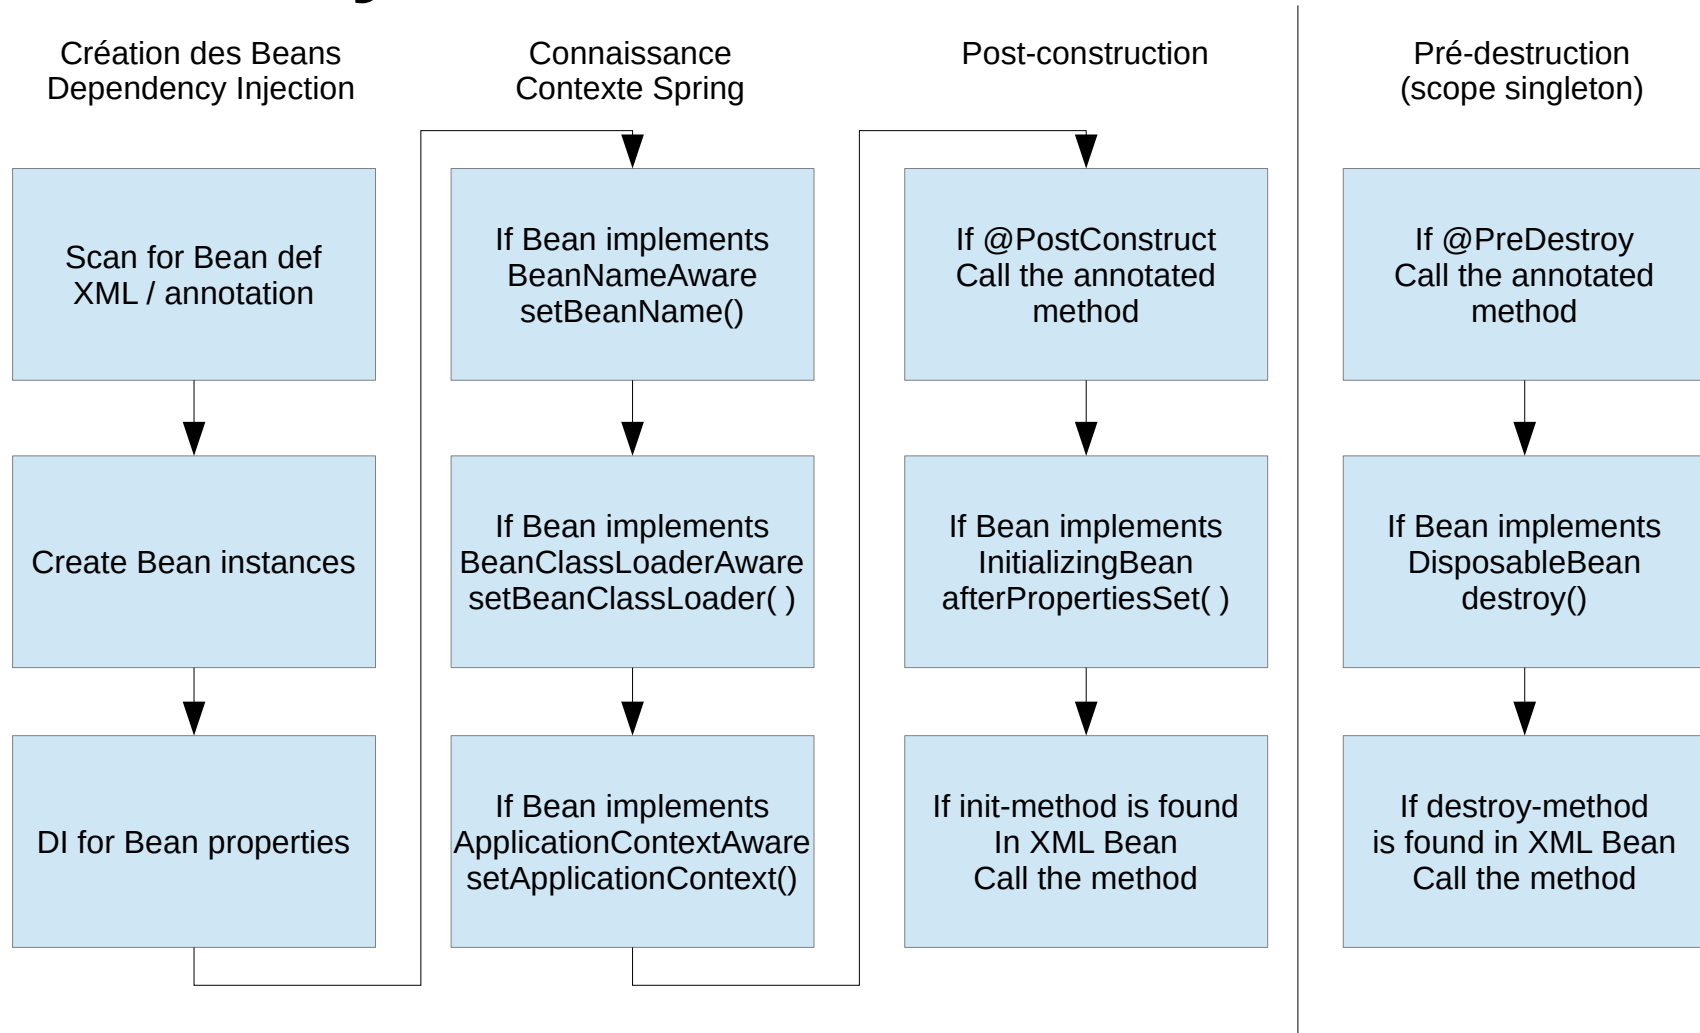 Création des Beans
Dependency Injection
Scan for Bean def
XML / annotation
Create Bean instances
DI for Bean properties
Connaissance
Contexte Spring
If Bean implements
BeanNameAware
setBeanName()
If Bean implements
BeanClassLoaderAware
setBeanClassLoader( )
If Bean implements
ApplicationContextAware
setApplicationContext()
Post-construction
If @PostConstruct
Call the annotated
method
If Bean implements
InitializingBean
afterPropertiesSet( )
If init-method is found
In XML Bean
Call the method
Pré-destruction
(scope singleton)
If @PreDestroy
Call the annotated
method
If Bean implements
DisposableBean
destroy()
If destroy-method
is found in XML Bean
Call the method